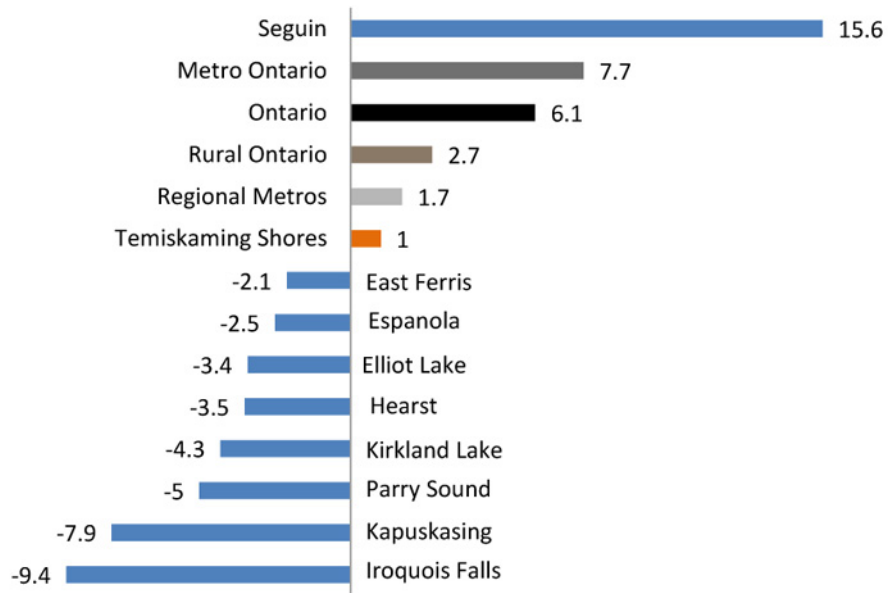 Seguin 15.6
Metro Ontario 7.7
Ontario 6.1
Rural Ontario 2.7
Regional Metros 1.7
Temiskaming Shores 1
-2.1 East Ferris
-2.5 Espanola
-3.4 Elliot Lake
-3.5 Hearst
-4.3 Kirkland Lake
-5 Parry Sound
-7.9 Kapuskasing
-9.4 Iroquois Falls